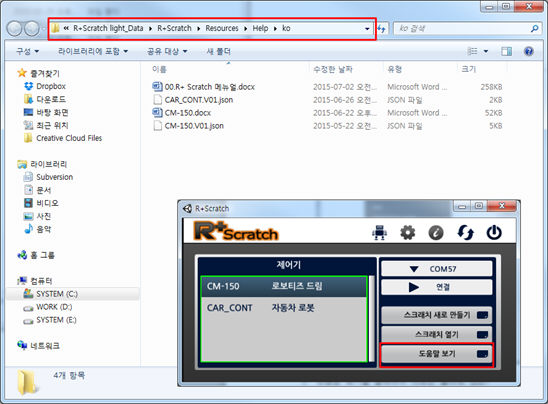 « R+Scratch light_Data ▸ R+Scratch ▸ Resources ▸ Help ▸ ko
ko 검색
구성 라이브러리에 포함 공유 대상 새 폴더
이름 수정한 날짜 유형 크기
00.R+ Scratch 메뉴얼.docx 2015-07-02 오전... Microsoft Word ... 258KB
CAR_CONT.V01.json 2015-06-26 오전... JSON 파일 2KB
CM-150.docx 2015-06-22 오후... Microsoft Word ... 52KB
CM-150.V01.json 2015-05-22 오전... JSON 파일 5KB
즐겨찾기
Dropbox
다운로드
바탕 화면
최근 위치
Creative Cloud Files
라이브러리
Subversion
문서
비디오
사진
음악
홈 그룹
컴퓨터
SYSTEM (C:)
WORK (D:)
SYSTEM (E:)
네트워크
4개 항목
R+Scratch
R+Scratch
제어기
CM-150 로보티즈 드림
CAR_CONT 자동차 로봇
COM57
연결
스크래치 새로 만들기
스크래치 열기
도움말 보기